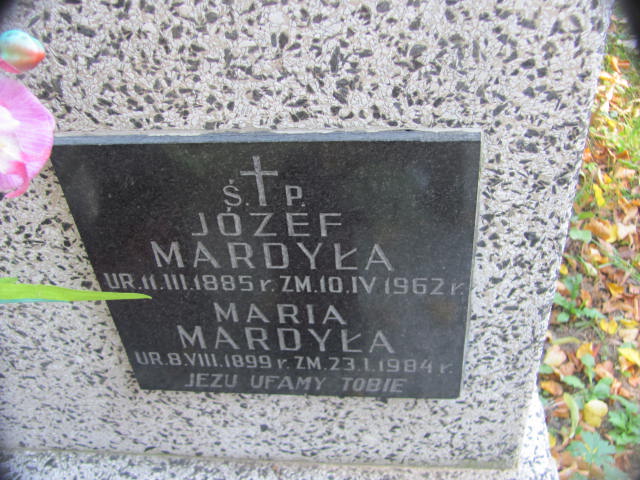 Ś. P.
JÓZEF
MARDYŁA
UR. 11.III.1885 r. ZM. 10.IV 1962 r.
MARIA
MARDYŁA
UR. 8.VIII.1899 r. ZM. 23.I.1984 r.
JEZU UFAMY TOBIE